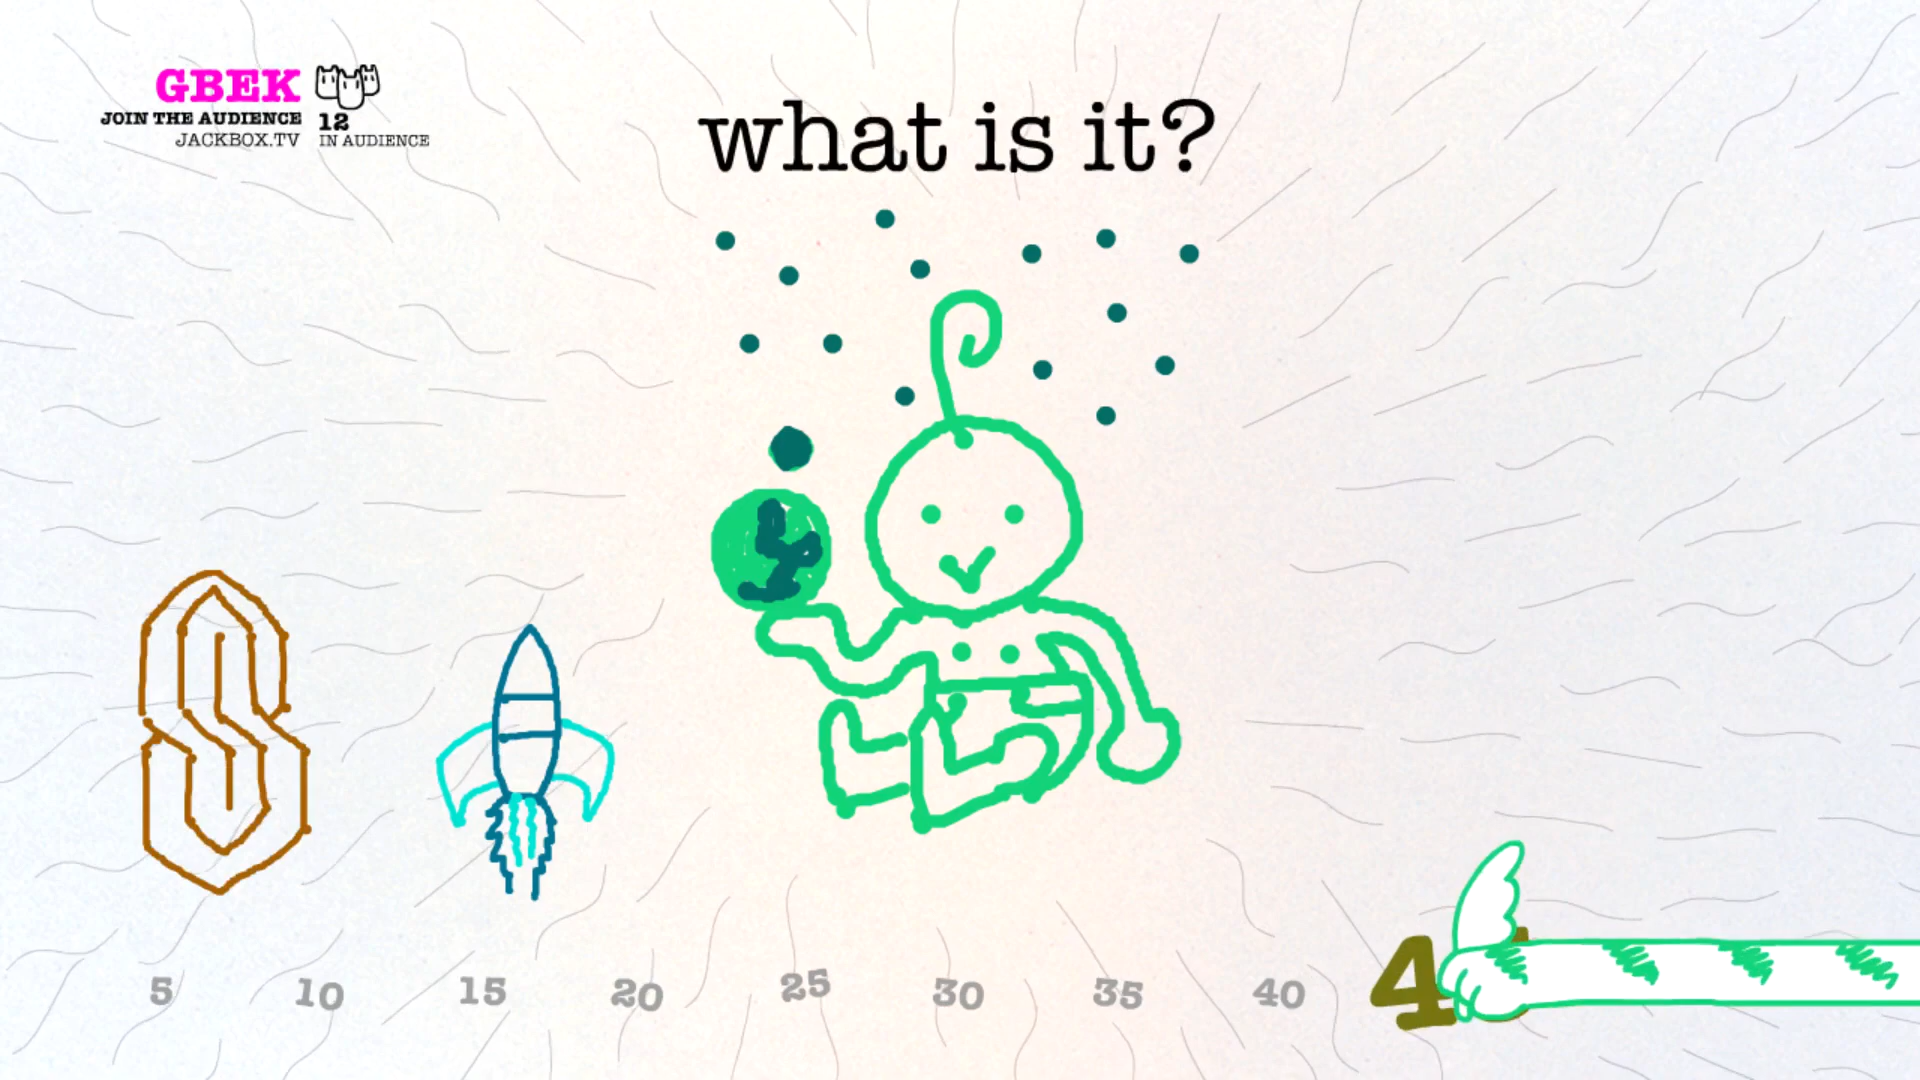 GBEK
JOIN THE AUDIENCE
JACKBOX.TV
12
IN AUDIENCE
what is it?
5 10 15 20 25 30 35 40 4